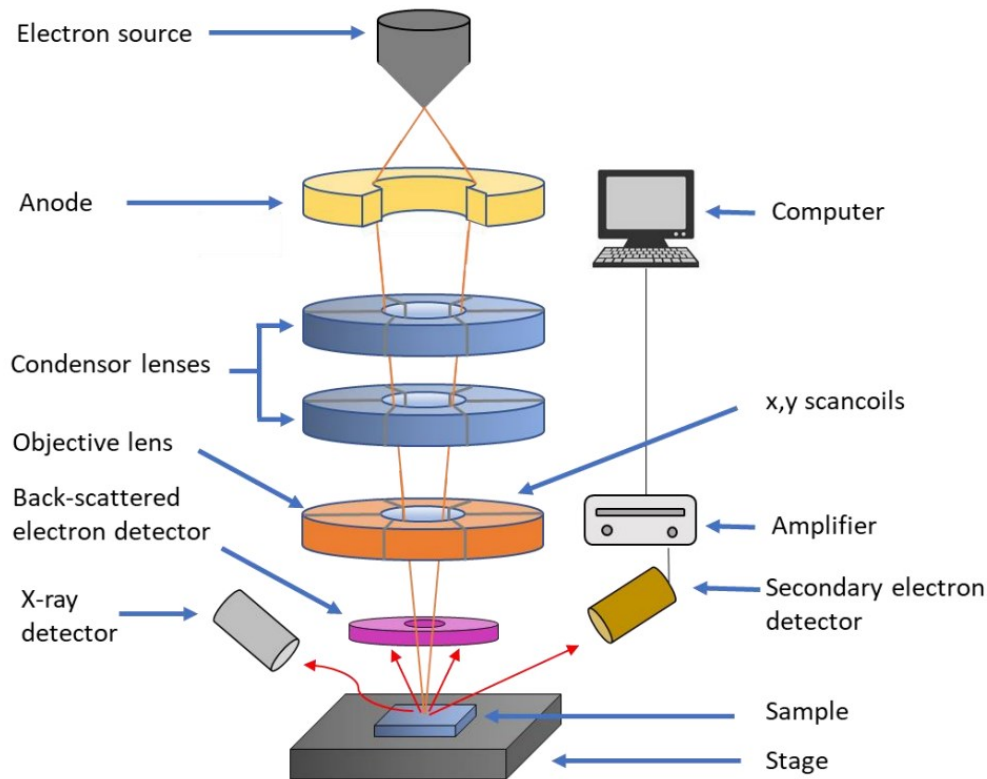 Electron source
Anode
Computer
Condensor lenses
x,y scancoils
Objective lens
Back-scattered
electron detector
Amplifier
X-ray
detector
Secondary electron
detector
Sample
Stage